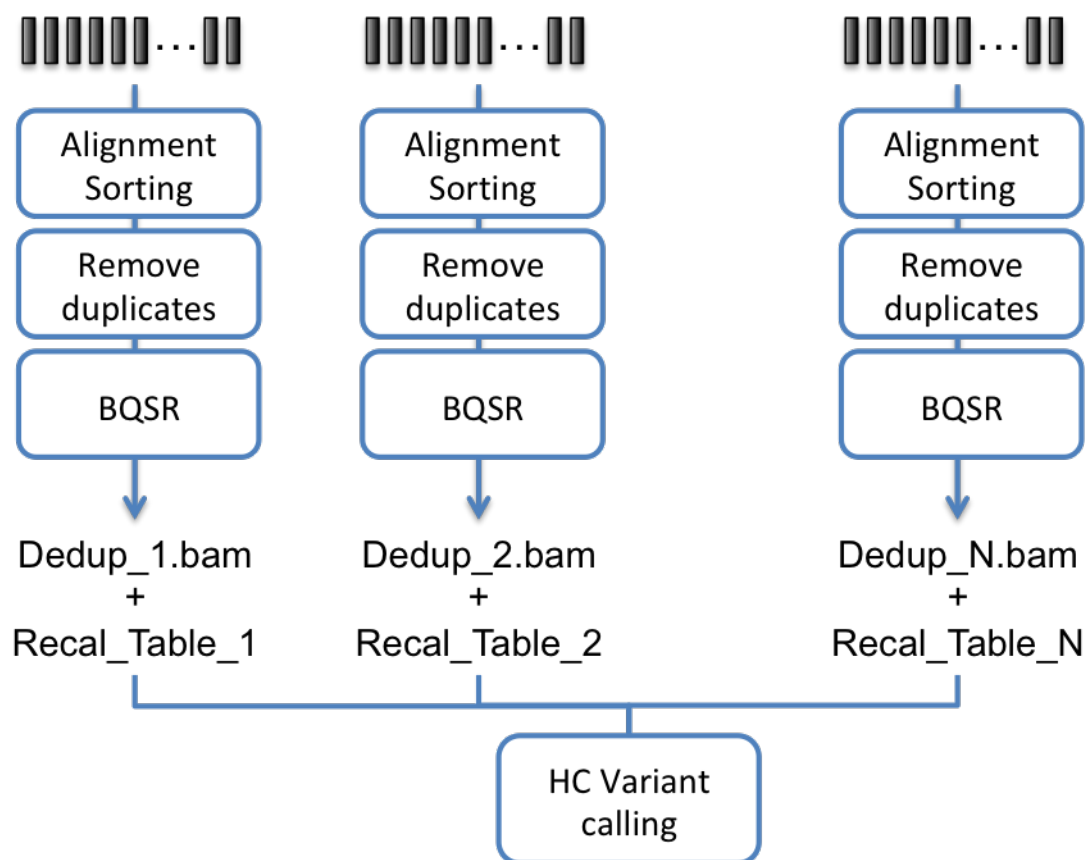 ... ... ...
Alignment
Sorting
Remove
duplicates
BQSR
Dedup_1.bam
+
Recal_Table_1
Alignment
Sorting
Remove
duplicates
BQSR
Dedup_2.bam
+
Recal_Table_2
Alignment
Sorting
Remove
duplicates
BQSR
Dedup_N.bam
+
Recal_Table_N
HC Variant
calling